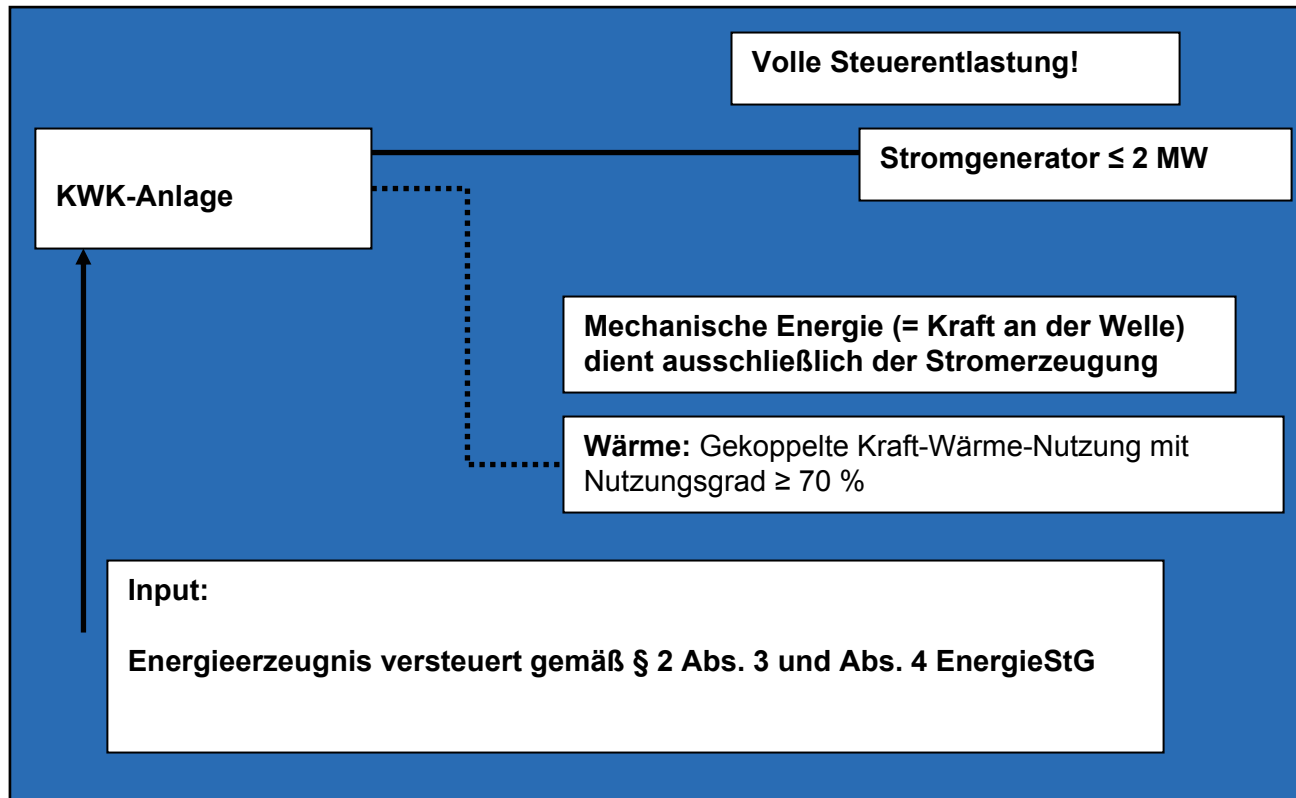 Volle Steuerentlastung!
Stromgenerator ≤ 2 MW
KWK-Anlage
Mechanische Energie (= Kraft an der Welle)
dient ausschließlich der Stromerzeugung
Wärme: Gekoppelte Kraft-Wärme-Nutzung mit
Nutzungsgrad ≥ 70 %
Input:
Energieerzeugnis versteuert gemäß § 2 Abs. 3 und Abs. 4 EnergieStG